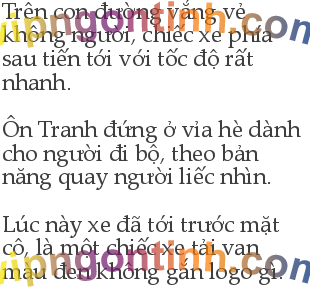 Trên con đường vắng vẻ
không người, chiếc xe phía
sau tiến tới với tốc độ rất
nhanh.
Ôn Tranh đứng ở vỉa hè dành
cho người đi bộ, theo bản
năng quay người liếc nhìn.
Lúc này xe đã tới trước mặt
cô, là một chiếc xe tải van
màu đen không gắn logo gì.